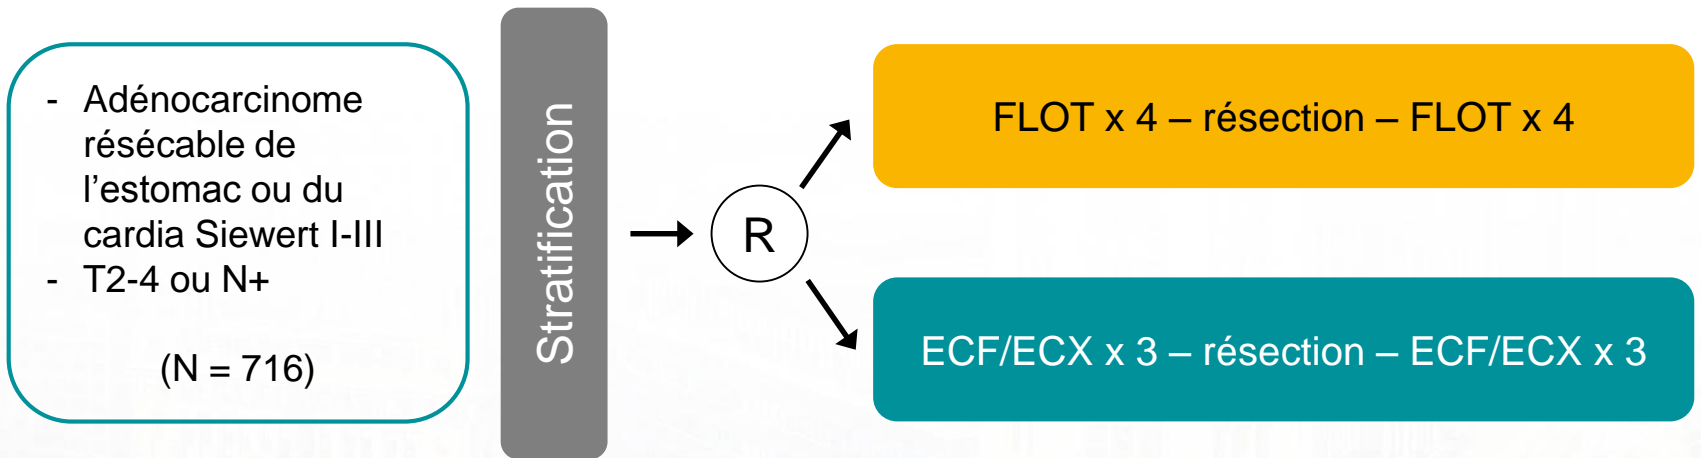 - Adénocarcinome
résécable de
l’estomac ou du
cardia Siewert I-III
- T2-4 ou N+
(N = 716)
Stratification
R
FLOT x 4 – résection – FLOT x 4
ECF/ECX x 3 – résection – ECF/ECX x 3